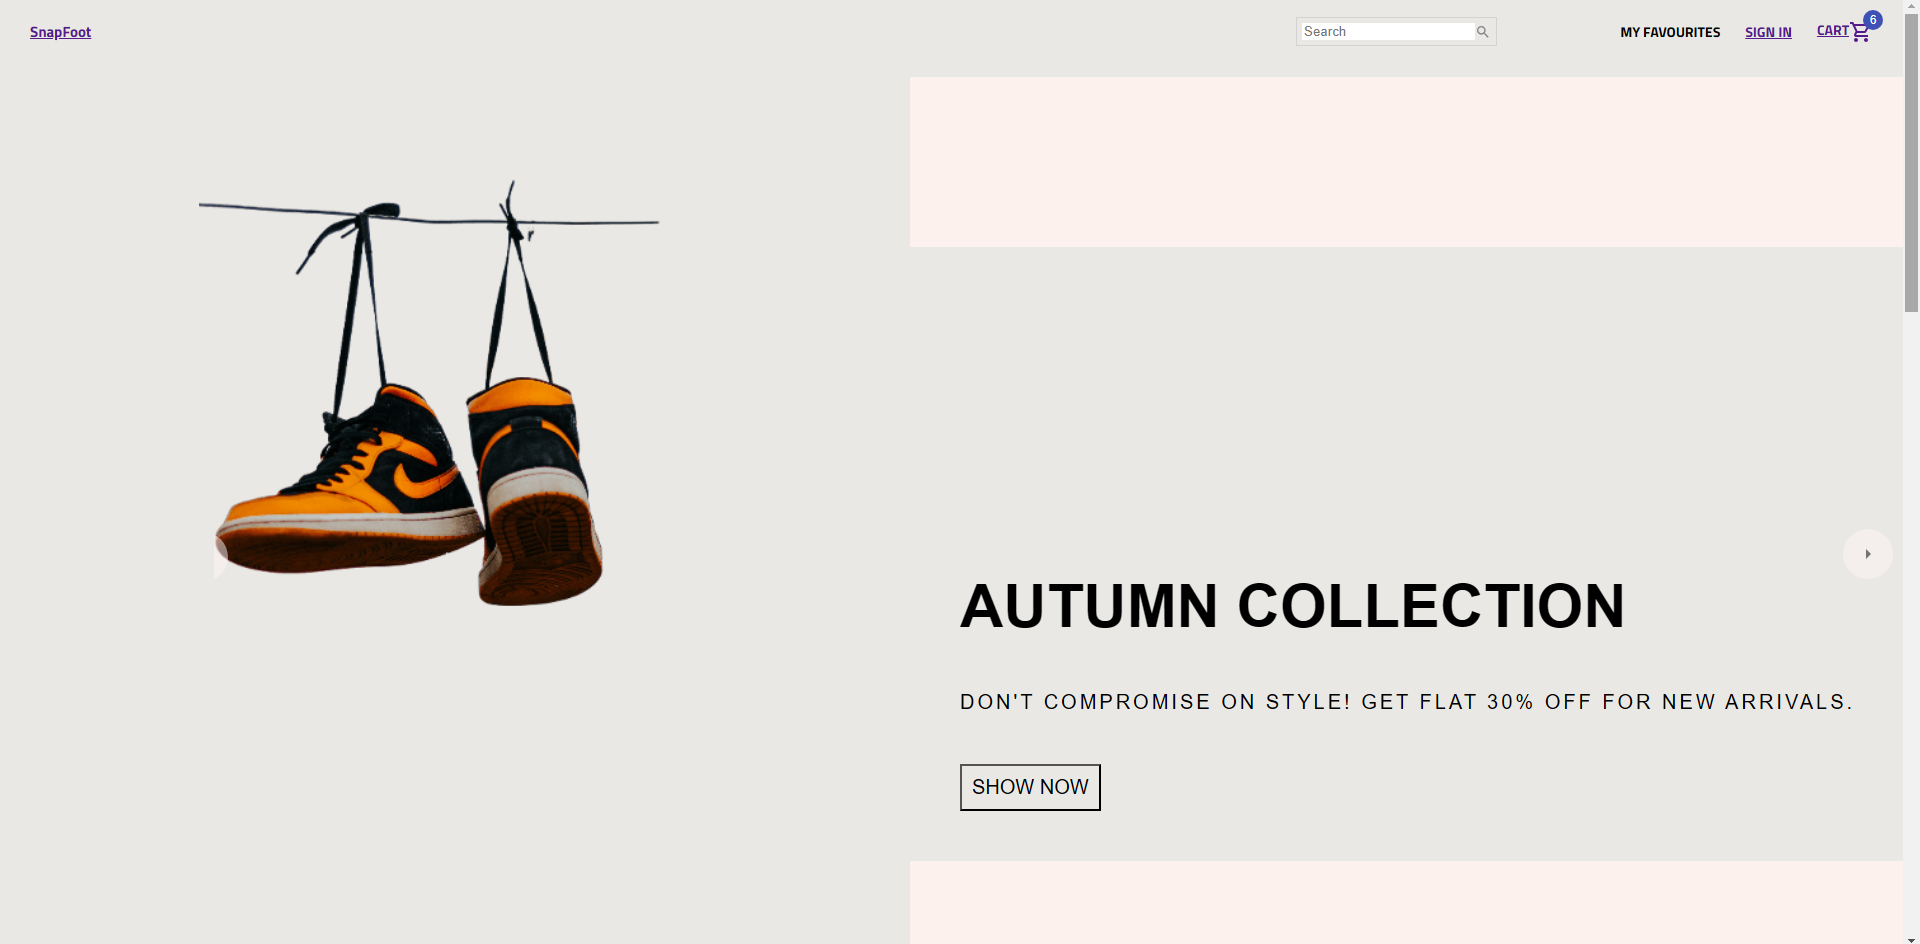 SnapFoot
Search
MY FAVOURITES
SIGN IN
CART
6
AUTUMN COLLECTION
DON'T COMPROMISE ON STYLE! GET FLAT 30% OFF FOR NEW ARRIVALS.
SHOW NOW